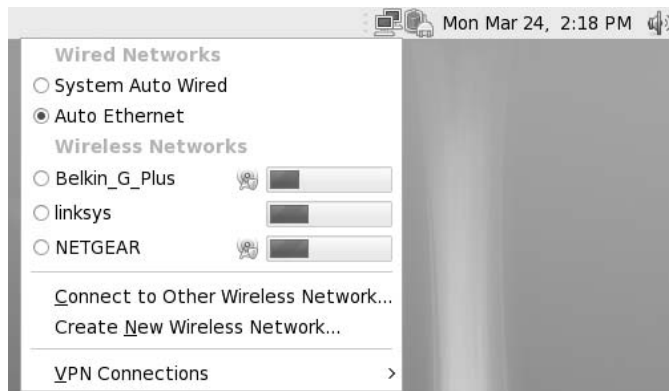 Mon Mar 24, 2:18 PM
Wired Networks
System Auto Wired
Auto Ethernet
Wireless Networks
Belkin_G_Plus
linksys
NETGEAR
Connect to Other Wireless Network...
Create New Wireless Network...
VPN Connections